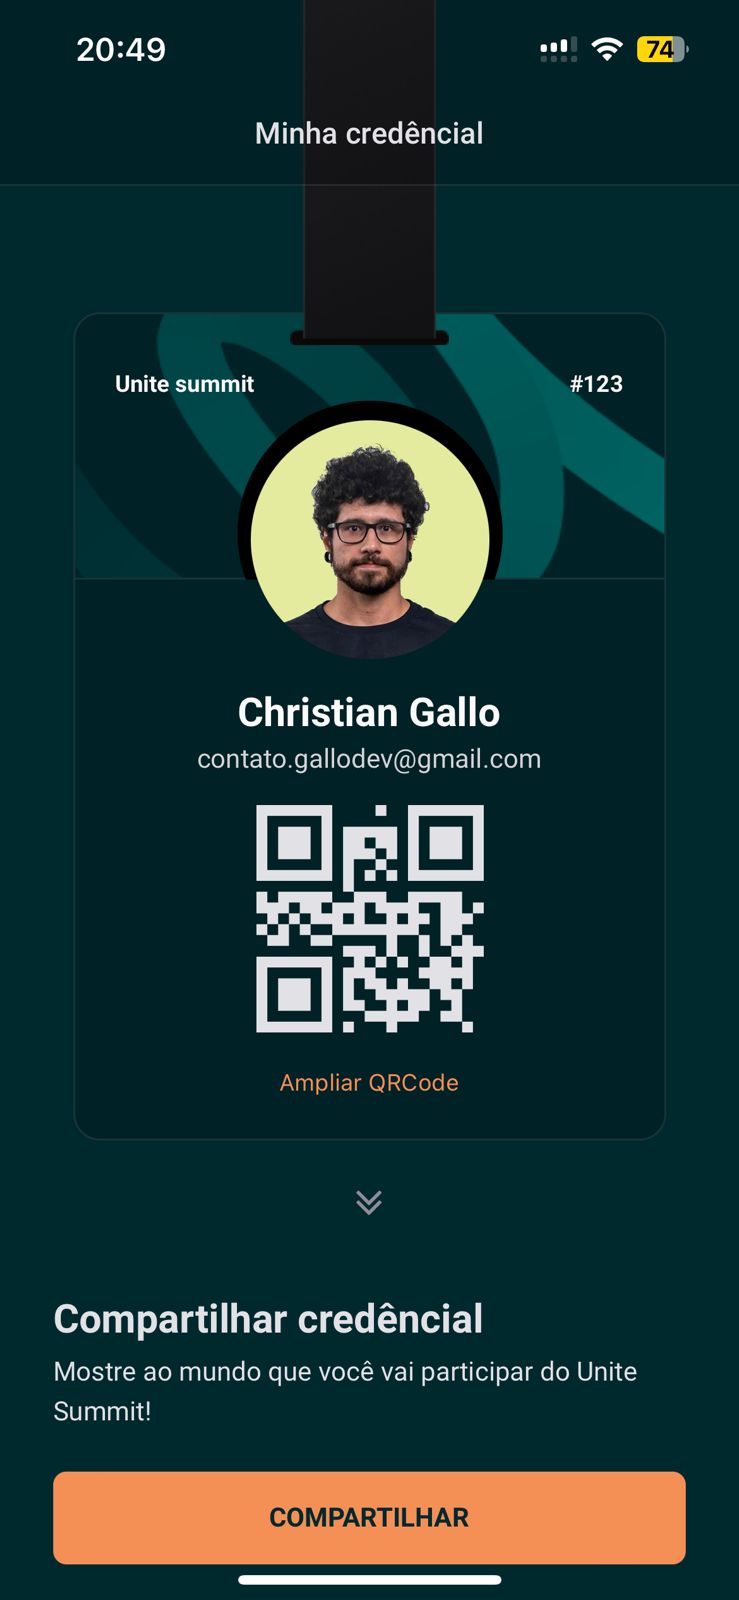 20:49
74
Minha credêncial
Unite summit
#123
Christian Gallo
contato.gallodev@gmail.com
Ampliar QRCode
Compartilhar credêncial
Mostre ao mundo que você vai participar do Unite
Summit!
COMPARTILHAR